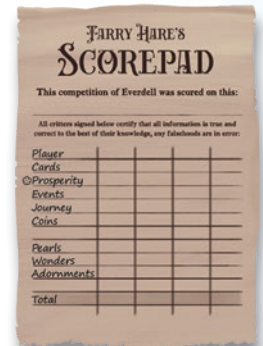 FARRY HARE'S
SCOREPAD
This competition of Everdell was scored on this:
All critters signed below certify that all information is true and
correct to the best of their knowledge, any falsehoods are in error:
Player
Cards
Prosperity
Events
Journey
Coins
Pearls
Wonders
Adornments
Total